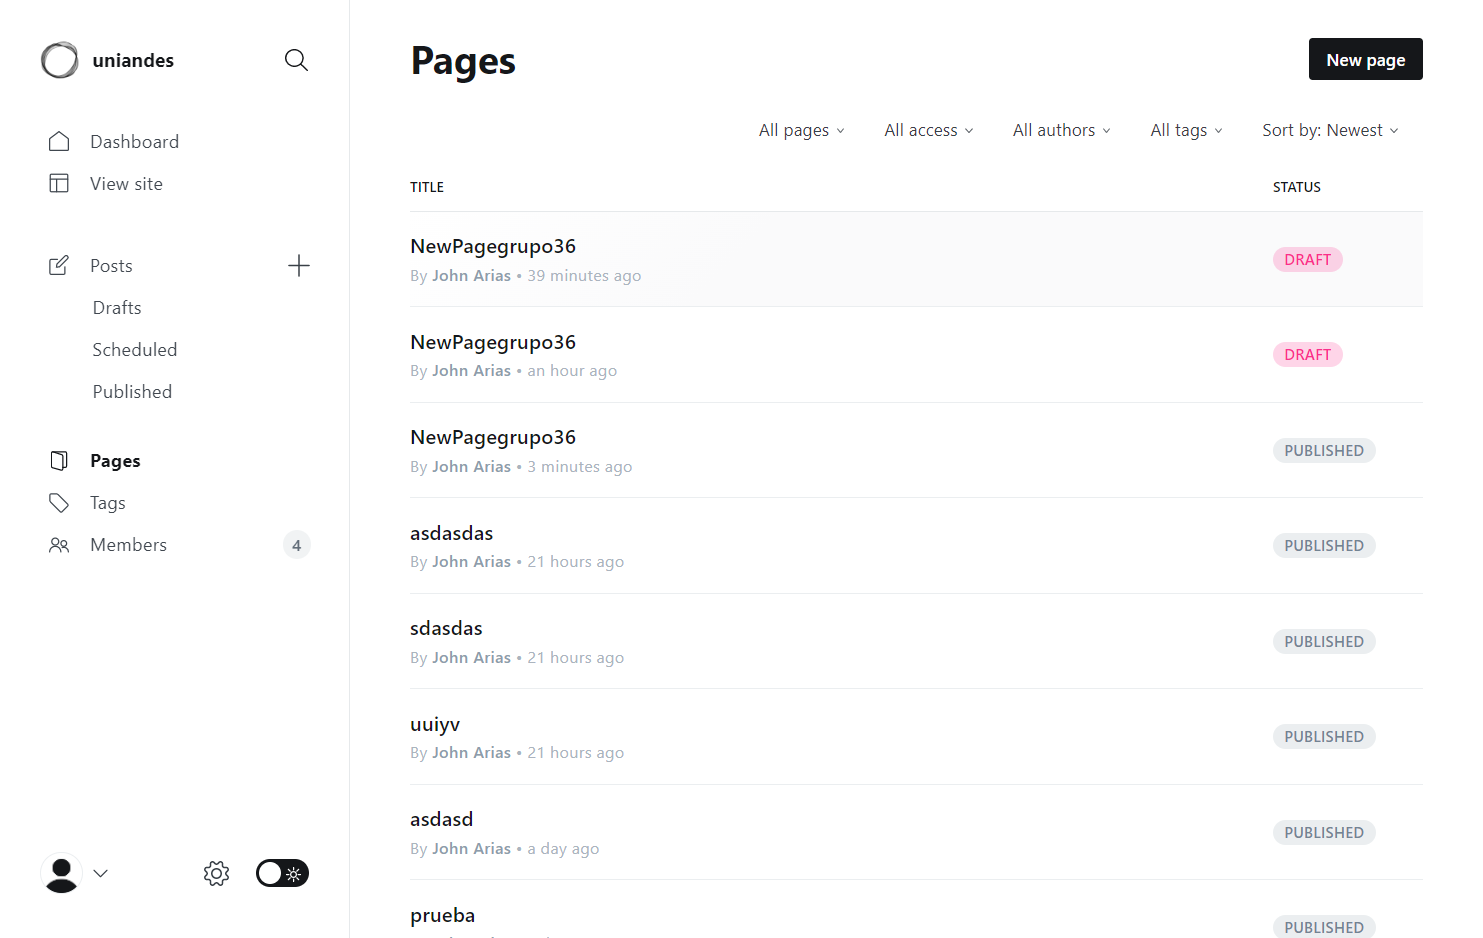 uniandes
Dashboard
View site
Posts
Drafts
Scheduled
Published
Pages
Tags
Members 4
Pages
New page
All pages All access All authors All tags Sort by: Newest
TITLE STATUS
NewPagegrupo36
By John Arias • 39 minutes ago
DRAFT
NewPagegrupo36
By John Arias • an hour ago
DRAFT
NewPagegrupo36
By John Arias • 3 minutes ago
PUBLISHED
asdasdas
By John Arias • 21 hours ago
PUBLISHED
sdasdas
By John Arias • 21 hours ago
PUBLISHED
uuiyv
By John Arias • 21 hours ago
PUBLISHED
asdasd
By John Arias • a day ago
PUBLISHED
prueba
PUBLISHED